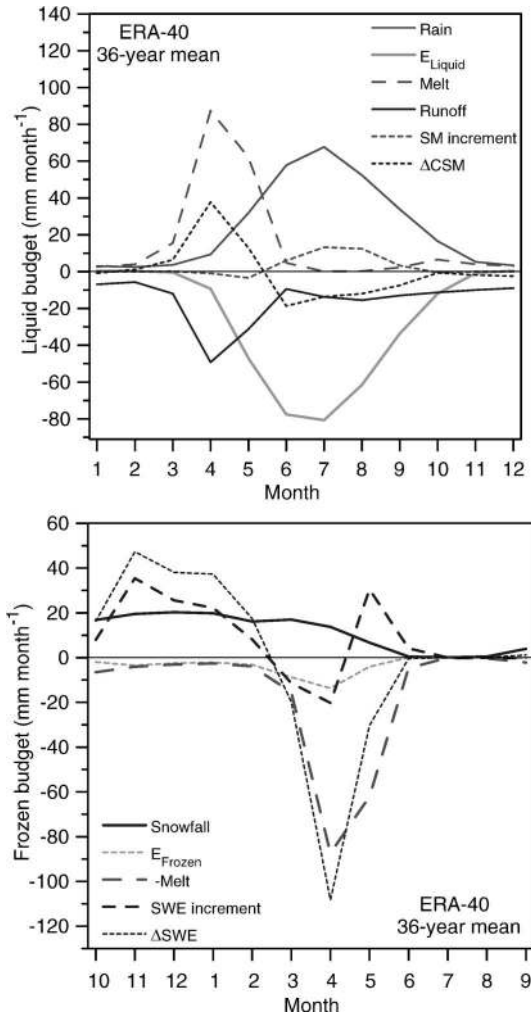 ERA-40
36-year mean
Rain
E Liquid
Melt
Runoff
SM increment
ΔCSM
Liquid budget (mm month-1)
140
120
100
80
60
40
20
0
-20
-40
-60
-80
1 2 3 4 5 6 7 8 9 10 11 12
Month
Frozen budget (mm month-1)
60
40
20
0
-20
-40
-60
-80
-100
-120
Snowfall
E Frozen
-Melt
SWE increment
ΔSWE
ERA-40
36-year mean
10 11 12 1 2 3 4 5 6 7 8 9
Month